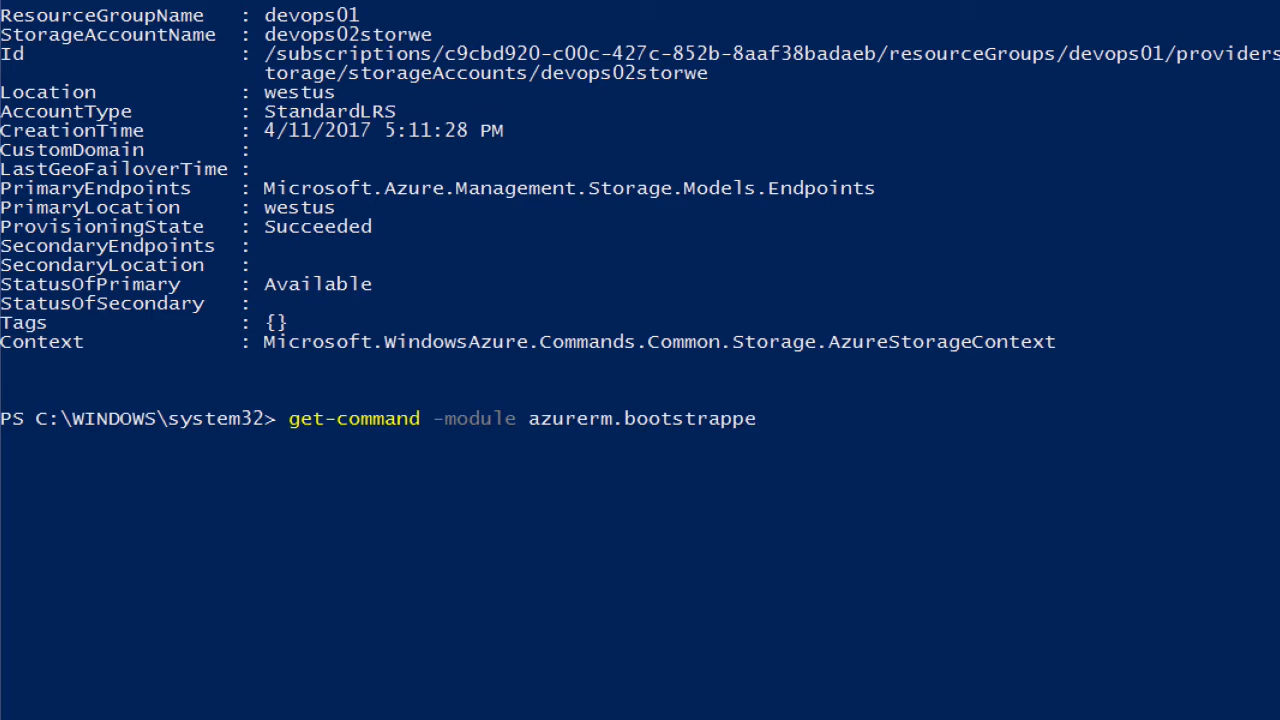 ResourceGroupName   : devops01
StorageAccountName  : devops02storwe
Id                  : /subscriptions/c9cbd920-c00c-427c-852b-8aaf38badaeb/resourceGroups/devops01/providers
                      torage/storageAccounts/devops02storwe
Location            : westus
AccountType         : StandardLRS
CreationTime        : 4/11/2017 5:11:28 PM
CustomDomain        :
LastGeoFailoverTime :
PrimaryEndpoints    : Microsoft.Azure.Management.Storage.Models.Endpoints
PrimaryLocation     : westus
ProvisioningState   : Succeeded
SecondaryEndpoints  :
SecondaryLocation   :
StatusOfPrimary     : Available
StatusOfSecondary   :
Tags                : {}
Context             : Microsoft.WindowsAzure.Commands.Common.Storage.AzureStorageContext
PS C:\WINDOWS\system32> get-command -module azurerm.bootstrappe